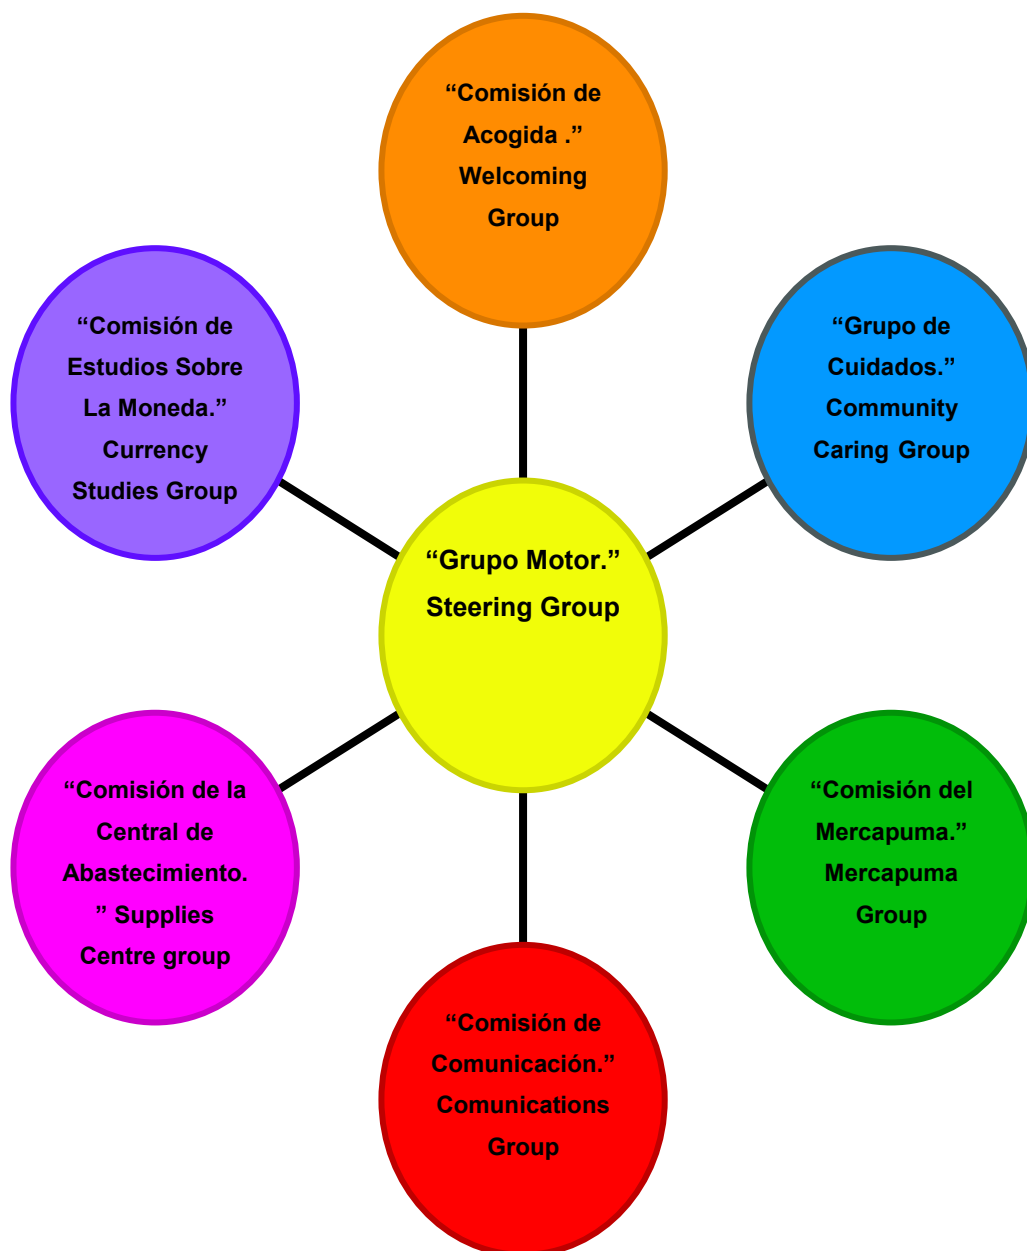 “Comisión de
Acogida .”
Welcoming
Group
“Comisión de
Estudios Sobre
La Moneda.”
Currency
Studies Group
“Grupo de
Cuidados.”
Community
Caring Group
“Grupo Motor.”
Steering Group
“Comisión de la
Central de
Abastecimiento.
” Supplies
Centre group
“Comisión del
Mercapuma.”
Mercapuma
Group
“Comisión de
Comunicación.”
Comunications
Group